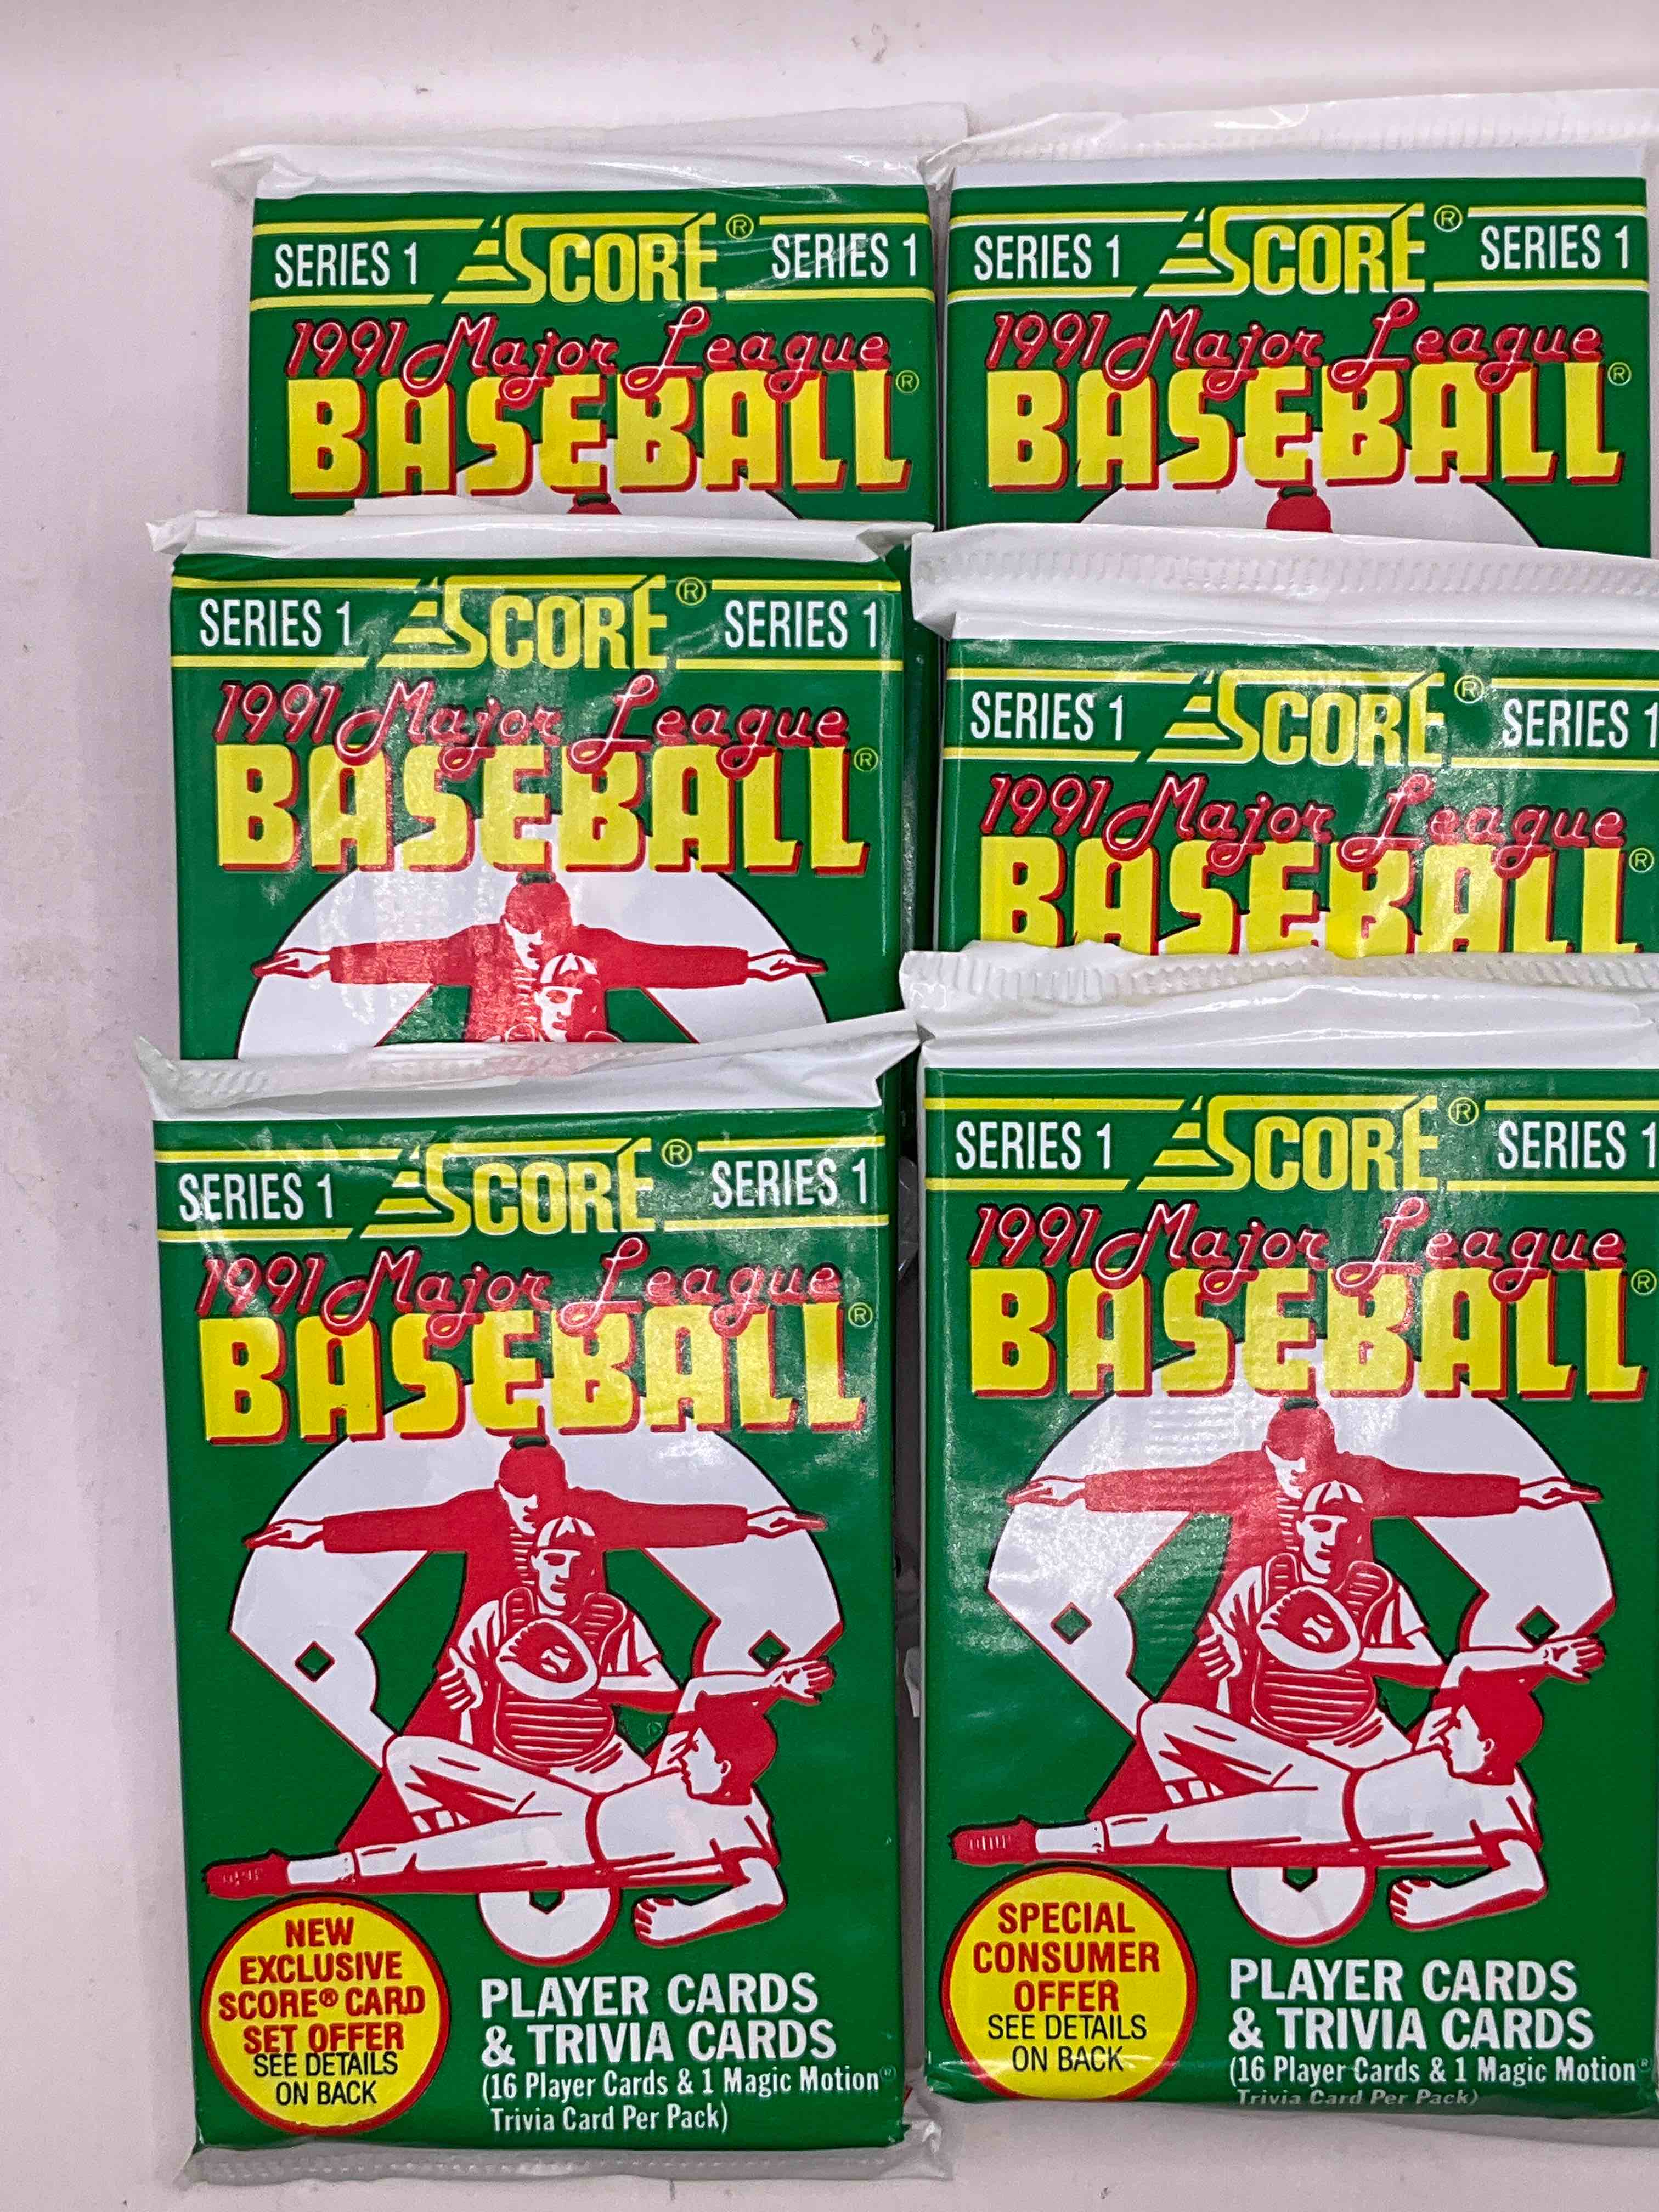 SERIES 1 SCORE® SERIES 1
1991 Major League
BASEBALL®
SERIES 1 SCORE® SERIES 1
1991 Major League
BASEBALL®
SERIES 1 SCORE® SERIES 1
1991 Major League
BASEBALL®
SERIES 1 SCORE® SERIES 1
1991 Major League
BASEBALL®
SERIES 1 SCORE® SERIES 1
1991 Major League
BASEBALL®
NEW
EXCLUSIVE
SCORE® CARD
SET OFFER
SEE DETAILS
ON BACK
PLAYER CARDS
& TRIVIA CARDS
(16 Player Cards & 1 Magic Motion®
Trivia Card Per Pack)
SERIES 1 SCORE® SERIES 1
1991 Major League
BASEBALL®
SPECIAL
CONSUMER
OFFER
SEE DETAILS
ON BACK
PLAYER CARDS
& TRIVIA CARDS
(16 Player Cards & 1 Magic Motion®
Trivia Card Per Pack)